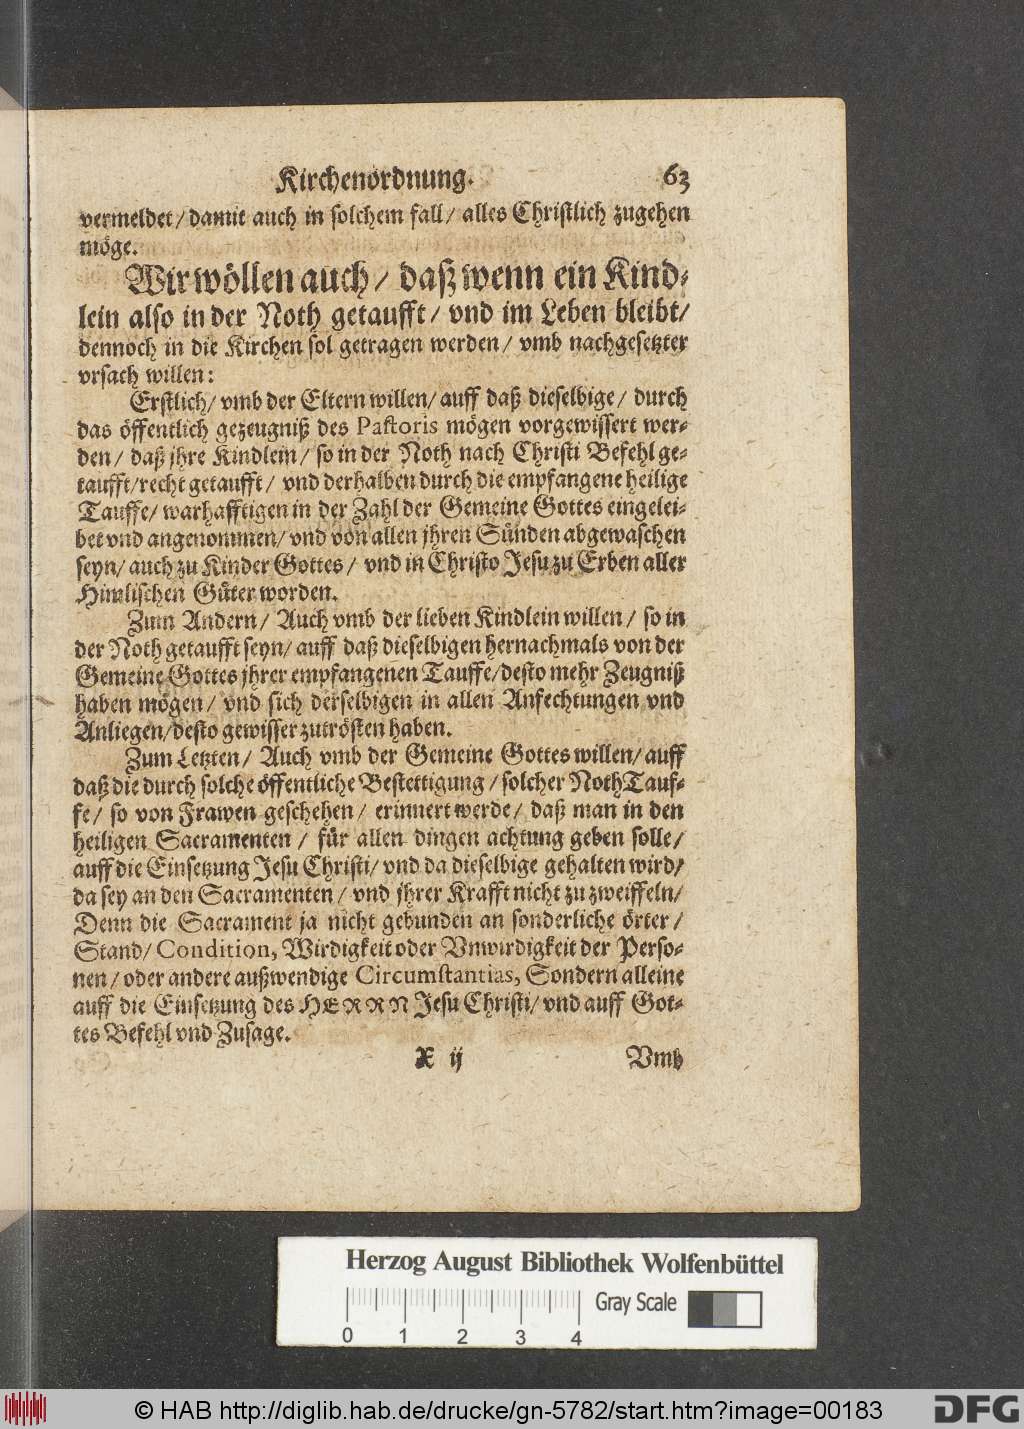 Kirchenordnung. 63
vermeldet/ damit auch in solchem fall/ alles Christlich zugehen
möge.
Wir wöllen auch/ daß wenn ein Kind-
lein also in der Noth getaufft/ vnd im Leben bleibt/
dennoch in die Kirchen sol getragen werden/ vmb nachgesetzter
vrsach willen:
Erstlich/ vmb der Eltern willen/ auff daß dieselbige/ durch
das öffentlich gezeugniß des Pastoris mögen vorgewissert wer-
den/ daß jhre Kindlein/ so in der Noth nach Christi Befehl ge-
taufft/ recht getaufft/ vnd derhalben durch die empfangene heilige
Tauffe/ warhafftigen in der Zahl der Gemeine Gottes eingelei-
bet vnd angenommen/ vnd von allen jhren Sünden abgewaschen
seyn/ auch zu Kinder Gottes/ vnd in Christo Jesu zu Erben aller
Himlischen Güter worden.
Zum Andern/ Auch vmb der lieben Kindlein willen/ so in
der Noth getaufft seyn/ auff daß dieselbigen hernachmals von der
Gemeine Gottes jhrer empfangenen Tauffe/ desto mehr Zeugniß
haben mögen/ vnd sich derselbigen in allen Anfechtungen vnd
Anliegen/ desto gewisser zutrösten haben.
Zum Letzten/ Auch vmb der Gemeine Gottes willen/ auff
daß die durch solche öffentliche Bestettigung/ solcher NothTauf-
fe/ so von Frawen geschehen/ erinnert werde/ daß man in den
heiligen Sacramenten/ für allen dingen achtung geben solle/
auff die Einsetzung Jesu Christi/ vnd da dieselbige gehalten wird/
da sey an den Sacramenten/ vnd jhrer Krafft nicht zu zweiffeln/
Denn die Sacrament ja nicht gebunden an sonderliche örter/
Stand/ Condition, Wirdigkeit oder Vnwirdigkeit der Perso-
nen/ oder andere außwendige Circumstantias, Sondern alleine
auff die Einsetzung des HERRN Jesu Christi/ vnd auff Got-
tes Befehl vnd Zusage.
X ij Vmb
Herzog August Bibliothek Wolfenbüttel
Gray Scale
0 1 2 3 4
© HAB http://diglib.hab.de/drucke/gn-5782/start.htm?image=00183
DFG